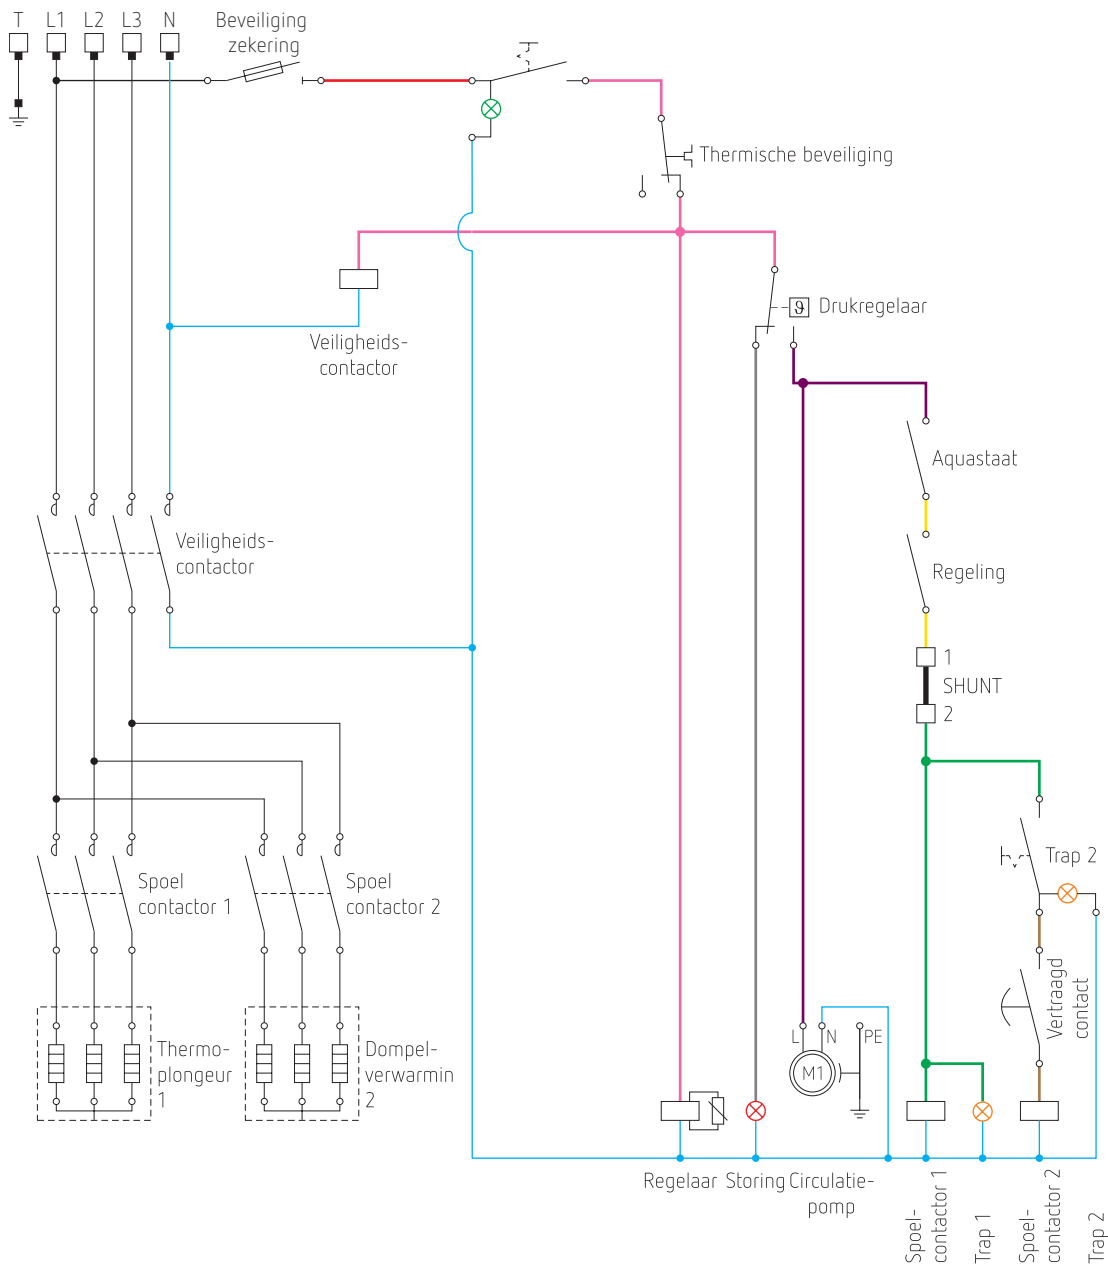 T L1 L2 L3 N
Beveiliging
zekering
Thermische beveiliging
ϑ Drukregelaar
Veiligheids-
contactor
Aquastaat
Veiligheids-
contactor
Regeling
1
SHUNT
2
Trap 2
Spoel
contactor 1
Spoel
contactor 2
Vertraagd
contact
L N PE
M1
Thermo-
plongeur
1
Dompel-
verwarmin
2
Regelaar
Storing
Circulatie-
pomp
Spoel-
contactor 1
Trap 1
Spoel-
contactor 2
Trap 2